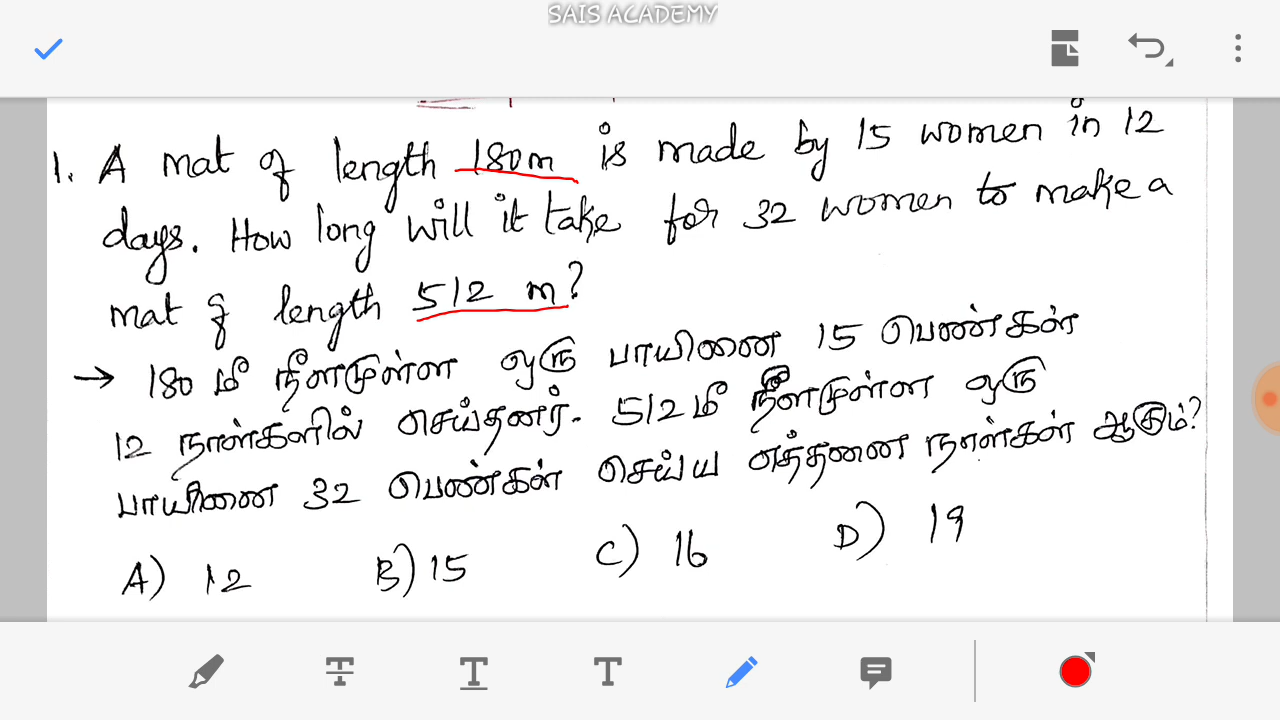 SAIS ACADEMY
1. A mat of length 180m is made by 15 women in 12
days. How long will it take for 32 women to make a
mat of length 512 m?
→ 180 மீ நீளமுள்ள ஒரு பாயினை 15 பெண்கள்
12 நாள்களில் செய்தனர். 512மீ நீளமுள்ள ஒரு
பாயினை 32 பெண்கள் செய்ய எத்தனை நாள்கள் ஆகும்?
A) 12 B) 15 C) 16 D) 19
T T T